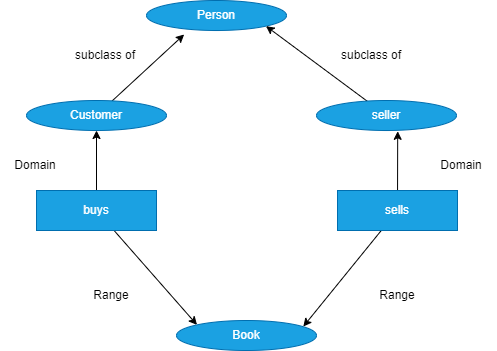 Person
subclass of
subclass of
Customer
seller
Domain
Domain
buys
sells
Range
Range
Book